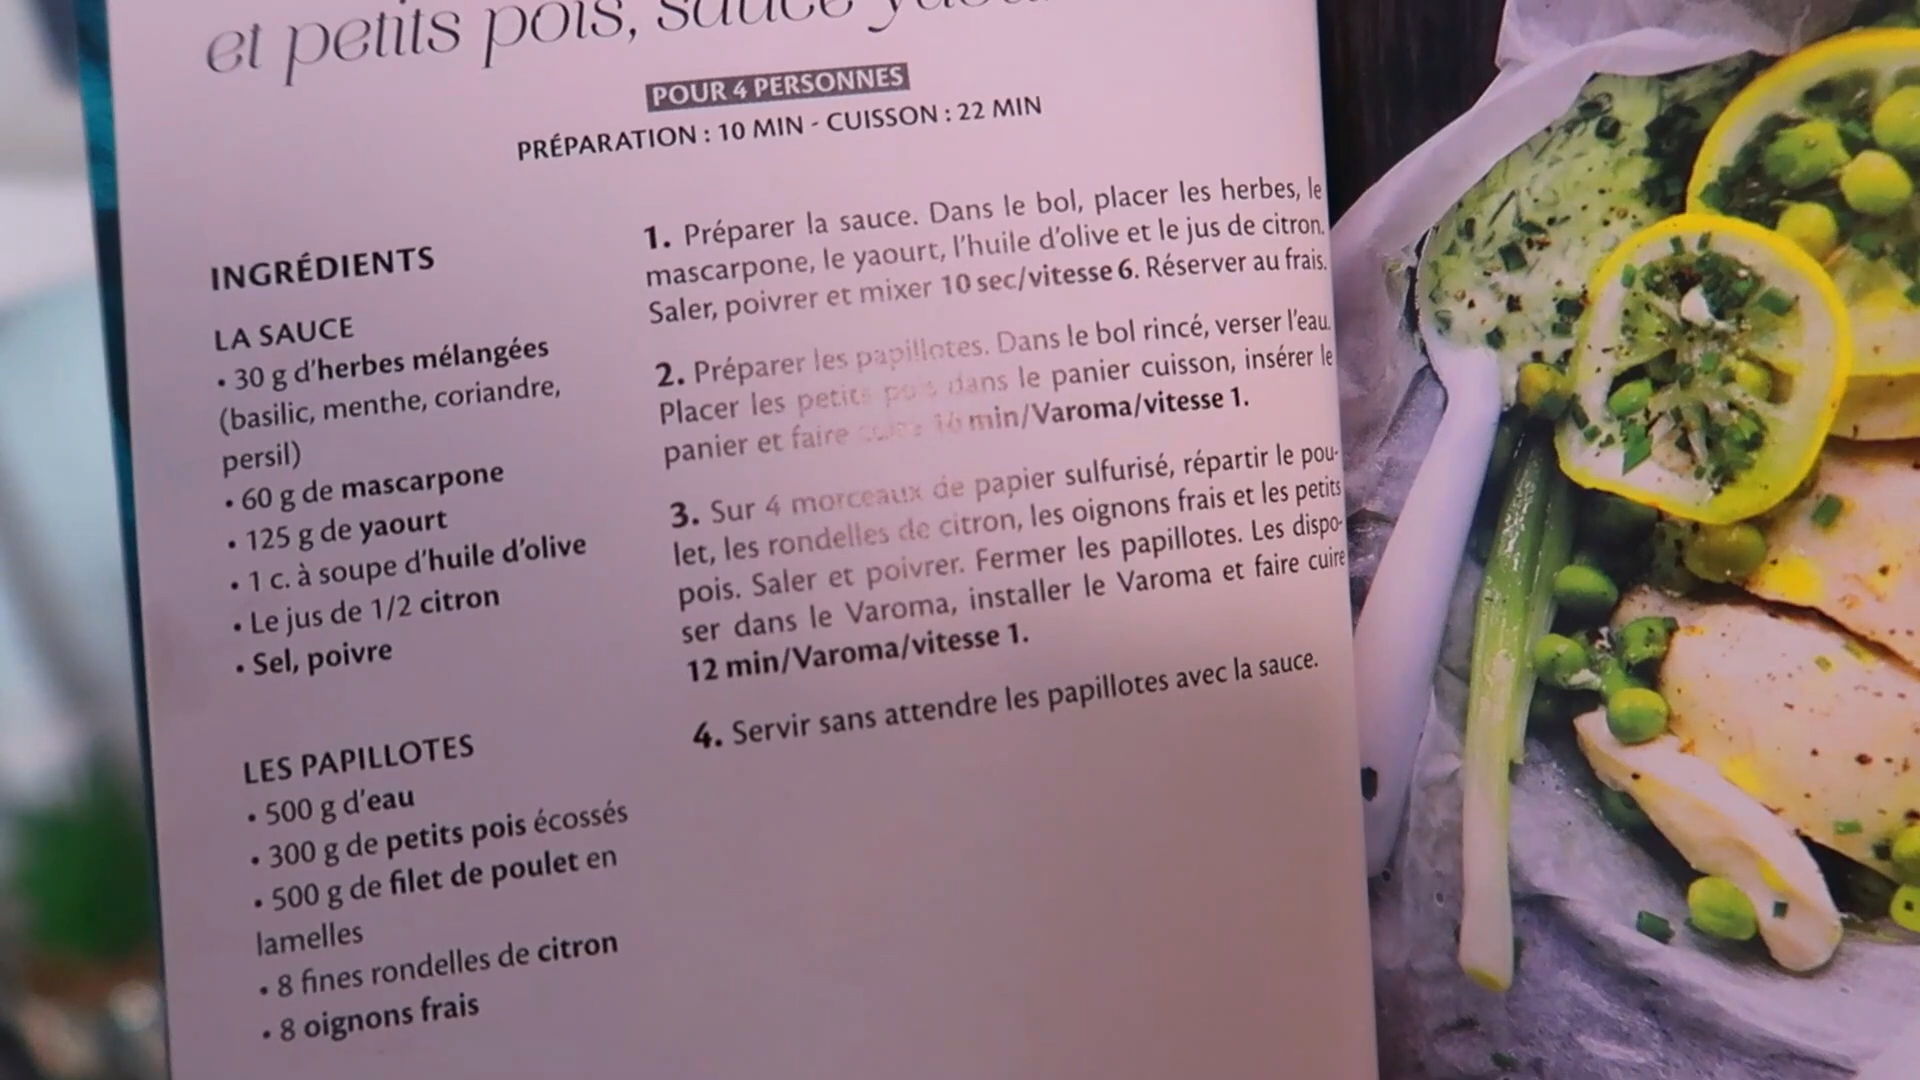 et petits pois, sauce
POUR 4 PERSONNES
PRÉPARATION : 10 MIN - CUISSON : 22 MIN
INGRÉDIENTS
LA SAUCE
• 30 g d'herbes mélangées
(basilic, menthe, coriandre,
persil)
• 60 g de mascarpone
• 125 g de yaourt
• 1 c. à soupe d'huile d'olive
• Le jus de 1/2 citron
• Sel, poivre
LES PAPILLOTES
• 500 g d'eau
• 300 g de petits pois écossés
• 500 g de filet de poulet en
lamelles
• 8 fines rondelles de citron
• 8 oignons frais
1. Préparer la sauce. Dans le bol, placer les herbes, le
mascarpone, le yaourt, l'huile d'olive et le jus de citron.
Saler, poivrer et mixer 10 sec/vitesse 6. Réserver au frais.
2. Préparer les papillotes. Dans le bol rincé, verser l'eau.
Placer les petits pois dans le panier cuisson, insérer le
panier et faire min/Varoma/vitesse 1.
3. Sur 4 morceaux de papier sulfurisé, répartir le pou-
let, les rondelles de citron, les oignons frais et les petits
pois. Saler et poivrer. Fermer les papillotes. Les dispo-
ser dans le Varoma, installer le Varoma et faire cuire
12 min/Varoma/vitesse 1.
4. Servir sans attendre les papillotes avec la sauce.